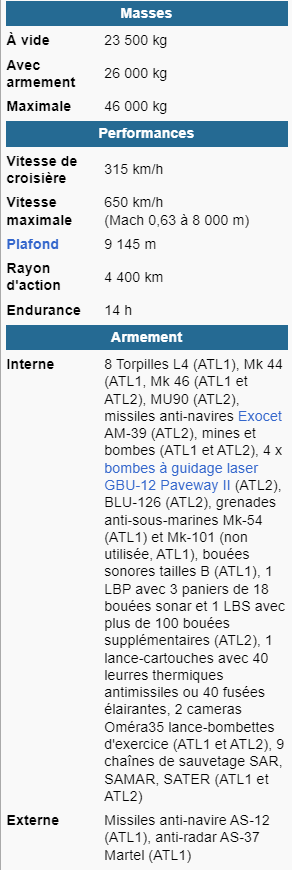 Masses
À vide 23 500 kg
Avec
armement 26 000 kg
Maximale 46 000 kg
Performances
Vitesse de
croisière 315 km/h
Vitesse
maximale
650 km/h
(Mach 0,63 à 8 000 m)
Plafond 9 145 m
Rayon
d'action 4 400 km
Endurance 14 h
Armement
Interne
8 Torpilles L4 (ATL1), Mk 44
(ATL1, Mk 46 (ATL1 et
ATL2), MU90 (ATL2),
missiles anti-navires Exocet
AM-39 (ATL2), mines et
bombes (ATL1 et ATL2), 4 x
bombes à guidage laser
GBU-12 Paveway II (ATL2),
BLU-126 (ATL2), grenades
anti-sous-marines Mk-54
(ATL1) et Mk-101 (non
utilisée, ATL1), bouées
sonores tailles B (ATL1), 1
LBP avec 3 paniers de 18
bouées sonar et 1 LBS avec
plus de 100 bouées
supplémentaires (ATL2), 1
lance-cartouches avec 40
leurres thermiques
antimissiles ou 40 fusées
élairantes, 2 cameras
Oméra35 lance-bombettes
d'exercice (ATL1 et ATL2), 9
chaînes de sauvetage SAR,
SAMAR, SATER (ATL1 et
ATL2)
Externe
Missiles anti-navire AS-12
(ATL1), anti-radar AS-37
Martel (ATL1)